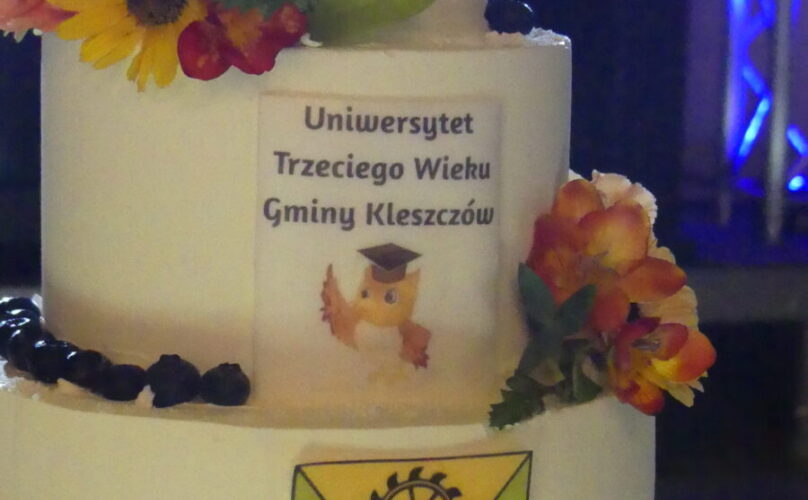 Uniwersytet
Trzeciego Wieku
Gminy Kleszczów